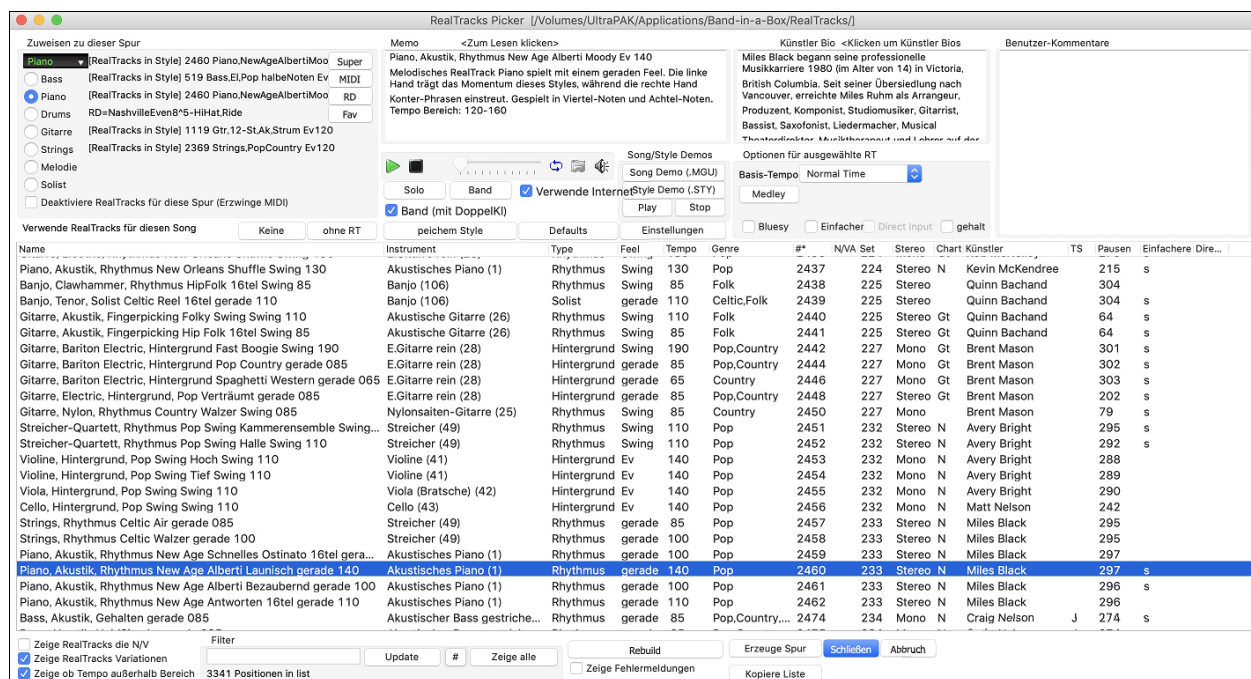 RealTracks Picker [/Volumes/UltraPAK/Applications/Band-in-a-Box/RealTracks/]
Zuweisen zu dieser Spur
Piano [RealTracks in Style] 2460 Piano,NewAgeAlbertiMoo Super
Bass [RealTracks in Style] 519 Bass,El,Pop halbeNoten Ev MIDI
Piano [RealTracks in Style] 2460 Piano,NewAgeAlbertiMoo RD
Drums RD=NashvilleEven8^5-HiHat,Ride Fav
Gitarre [RealTracks in Style] 1119 Gtr,12-St,Ak,Strum Ev120
Strings [RealTracks in Style] 2369 Strings,PopCountry Ev120
Melodie
Solist
Deaktiviere RealTracks für diese Spur (Erzwinge MIDI)
Verwende RealTracks für diesen Song Keine ohne RT
Memo <Zum Lesen klicken>
Piano, Akustik, Rhythmus New Age Alberti Moody Ev 140
Melodisches RealTrack Piano spielt mit einem geraden Feel. Die linke
Hand trägt das Momentum dieses Styles, während die rechte Hand
Konter-Phrasen einstreut. Gespielt in Viertel-Noten und Achtel-Noten.
Tempo Bereich: 120-160
Künstler Bio <Klicken um Künstler Bios
Miles Black begann seine professionelle
Musikkarriere 1980 (im Alter von 14) in Victoria,
British Columbia. Seit seiner Übersiedlung nach
Vancouver, erreichte Miles Ruhm als Arrangeur,
Produzent, Komponist, Studiomusiker, Gitarrist,
Bassist, Saxofonist, Liedermacher, Musical
Theaterdirektor, Musiktherapeut und Lehrer auf der
Benutzer-Kommentare
Solo Band Verwende Internet
Band (mit DoppelKl)
peichem Style Defaults Einstellungen
Song/Style Demos
Song Demo (.MGU)
Style Demo (.STY)
Play Stop
Optionen für ausgewählte RT
Basis-Tempo Normal Time
Medley
Bluesy Einfacher Direct Input gehalt
Name Instrument Type Feel Tempo Genre #* N/VA Set Stereo Chart Künstler TS Pausen Einfachere Dire...
Piano, Akustik, Rhythmus New Orleans Shuffle Swing 130 Akustisches Piano (1) Rhythmus Swing 130 Pop 2437 224 Stereo N Kevin McKendree 215 s
Banjo, Clawhammer, Rhythmus HipFolk 16tel Swing 85 Banjo (106) Rhythmus Swing 85 Folk 2438 225 Stereo Quinn Bachand 304
Banjo, Tenor, Solist Celtic Reel 16tel gerade 110 Banjo (106) Solist gerade 110 Celtic,Folk 2439 225 Stereo Quinn Bachand 304 s
Gitarre, Akustik, Fingerpicking Folky Swing Swing 110 Akustische Gitarre (26) Rhythmus Swing 110 Folk 2440 225 Stereo Gt Quinn Bachand 64 s
Gitarre, Akustik, Fingerpicking Hip Folk 16tel Swing 85 Akustische Gitarre (26) Rhythmus Swing 85 Folk 2441 225 Stereo Gt Quinn Bachand 64 s
Gitarre, Bariton Electric, Hintergrund Fast Boogie Swing 190 E.Gitarre rein (28) Hintergrund Swing 190 Pop,Country 2442 227 Mono Gt Brent Mason 301 s
Gitarre, Bariton Electric, Hintergrund Pop Country gerade 085 E.Gitarre rein (28) Hintergrund gerade 85 Pop,Country 2444 227 Mono Gt Brent Mason 302 s
Gitarre, Bariton Electric, Hintergrund Spaghetti Western gerade 065 E.Gitarre rein (28) Hintergrund gerade 65 Country 2446 227 Mono Gt Brent Mason 303 s
Gitarre, Electric, Hintergrund, Pop Verträumt gerade 085 E.Gitarre rein (28) Hintergrund gerade 85 Pop,Country 2448 227 Stereo Gt Brent Mason 202 s
Gitarre, Nylon, Rhythmus Country Walzer Swing 085 Nylonsaiten-Gitarre (25) Rhythmus Swing 85 Country 2450 227 Mono Brent Mason 79 s
Streicher-Quartett, Rhythmus Pop Swing Kammerensemble Swing... Streicher (49) Rhythmus Swing 110 Pop 2451 232 Stereo N Avery Bright 295 s
Streicher-Quartett, Rhythmus Pop Swing Halle Swing 110 Streicher (49) Rhythmus Swing 110 Pop 2452 232 Stereo N Avery Bright 292 s
Violine, Hintergrund, Pop Swing Hoch Swing 110 Violine (41) Hintergrund Ev 140 Pop 2453 232 Mono N Avery Bright 288
Violine, Hintergrund, Pop Swing Tief Swing 110 Violine (41) Hintergrund Ev 140 Pop 2454 232 Mono N Avery Bright 289
Viola, Hintergrund, Pop Swing Swing 110 Viola (Bratsche) (42) Hintergrund Ev 140 Pop 2455 232 Mono N Avery Bright 290
Cello, Hintergrund, Pop Swing Swing 110 Cello (43) Hintergrund Ev 140 Pop 2456 232 Mono N Matt Nelson 242
Strings, Rhythmus Celtic Air gerade 085 Streicher (49) Rhythmus gerade 85 Pop 2457 233 Stereo N Miles Black 295
Strings, Rhythmus Celtic Walzer gerade 100 Streicher (49) Rhythmus gerade 100 Pop 2458 233 Stereo N Miles Black 295
Piano, Akustik, Rhythmus New Age Schnelles Ostinato 16tel gera... Akustisches Piano (1) Rhythmus gerade 100 Pop 2459 233 Stereo N Miles Black 297
Piano, Akustik, Rhythmus New Age Alberti Launisch gerade 140 Akustisches Piano (1) Rhythmus gerade 140 Pop 2460 233 Stereo N Miles Black 297 s
Piano, Akustik, Rhythmus New Age Alberti Bezaubernd gerade 100 Akustisches Piano (1) Rhythmus gerade 100 Pop 2461 233 Stereo N Miles Black 296 s
Piano, Akustik, Rhythmus New Age Antworten 16tel gerade 110 Akustisches Piano (1) Rhythmus gerade 110 Pop 2462 233 Stereo N Miles Black 296
Bass, Akustik, Gehalten gerade 085 Akustischer Bass gestriche... Rhythmus gerade 85 Pop,Country,... 2474 234 Mono N Craig Nelson J 274 s
Zeige RealTracks die N/V
Zeige RealTracks Variationen
Zeige ob Tempo außerhalb Bereich
Filter
Update # Zeige alle
3341 Positionen in list
Rebuild
Zeige Fehlermeldungen
Erzeuge Spur Schließen Abbruch
Kopiere Liste